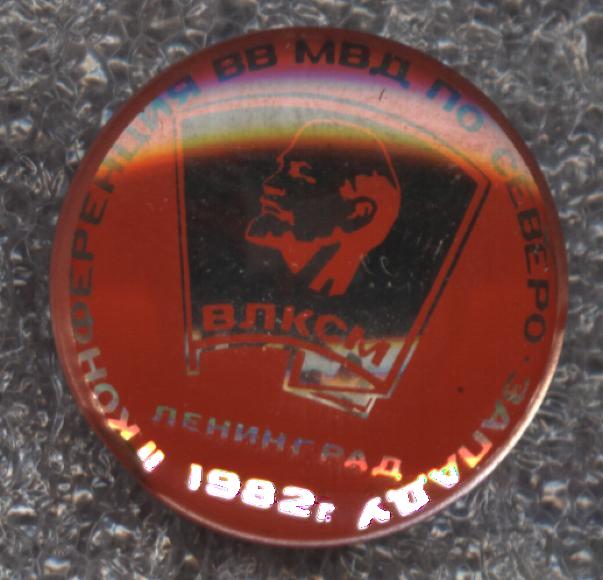 II КОНФЕРЕНЦИЯ ВВ МВД ПО СЕВЕРО-ЗАПАДУ
ВЛКСМ
ЛЕНИНГРАД
1982г.